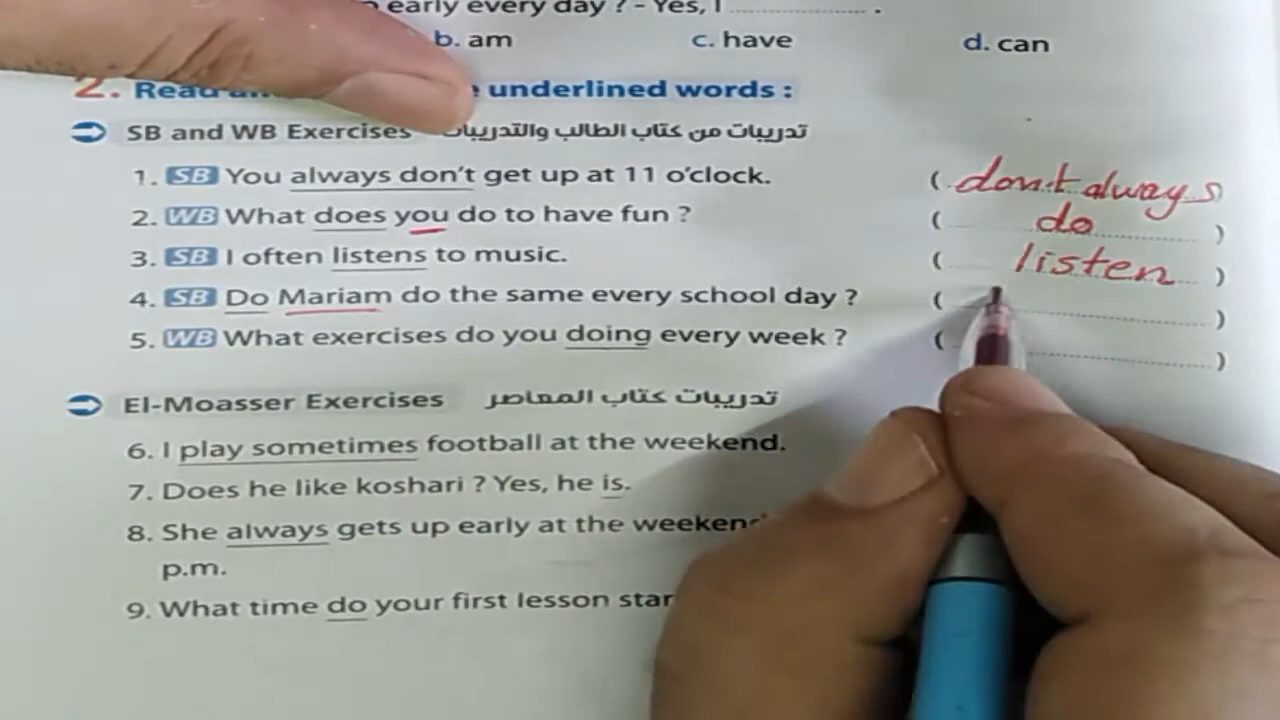 early every day ? – Yes, I ................ .
b. am c. have d. can
2. Read underlined words :
SB and WB Exercises تدريبات من كتاب الطالب والتدريبات
1. SB You always don't get up at 11 o'clock. ( don't always )
2. WB What does you do to have fun ? ( do )
3. SB I often listens to music. ( listen )
4. SB Do Mariam do the same every school day ? ( )
5. WB What exercises do you doing every week ? ( )
El-Moasser Exercises تدريبات كتاب المعاصر
6. I play sometimes football at the weekend.
7. Does he like koshari ? Yes, he is.
8. She always gets up early at the weekend
p.m.
9. What time do your first lesson